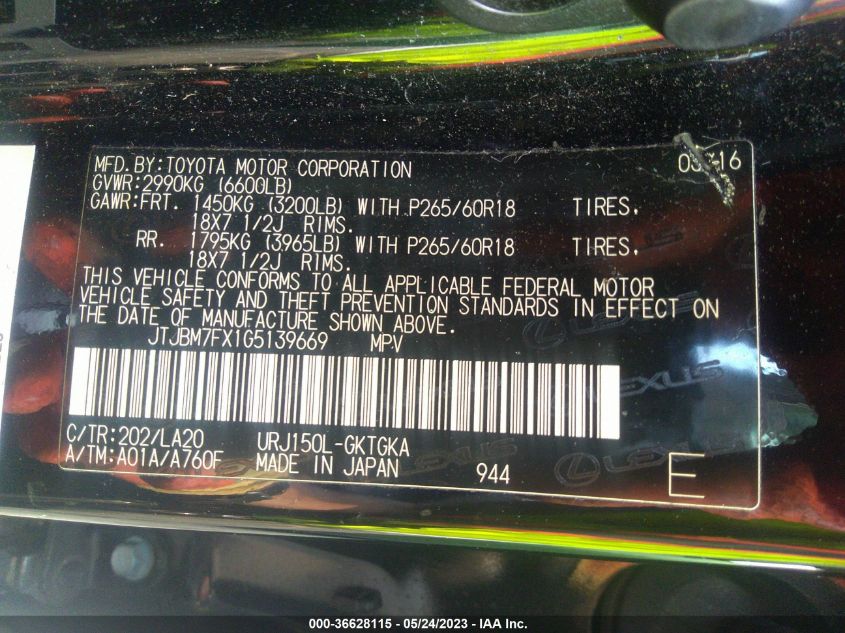 MFD. BY: TOYOTA MOTOR CORPORATION
GVWR: 2990KG (6600LB)
GAWR: FRT. 1450KG (3200LB) WITH P265/60R18 TIRES,
18X7 1/2J RIMS.
RR. 1795KG (3965LB) WITH P265/60R18 TIRES,
18X7 1/2J RIMS.
THIS VEHICLE CONFORMS TO ALL APPLICABLE FEDERAL MOTOR
VEHICLE SAFETY AND THEFT PREVENTION STANDARDS IN EFFECT ON
THE DATE OF MANUFACTURE SHOWN ABOVE.
JTJBM7FX1G5139669 MPV
C/TR: 202/LA20 URJ150L-GKTGKA
A/TM: A01A/A760F MADE IN JAPAN 944 E
LEXUS
LEXUS
000-36628115 - 05/24/2023 - IAA Inc.